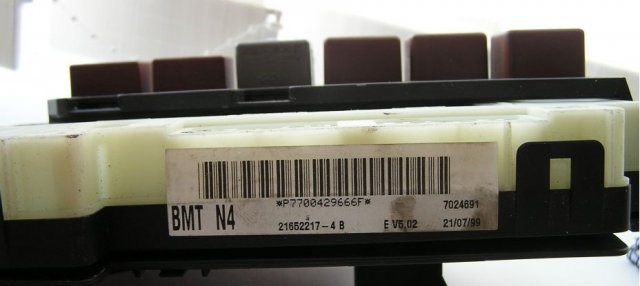 *P7700429666F*
7024691
BMT N4
21652217-4 B E V5,02 21/07/99